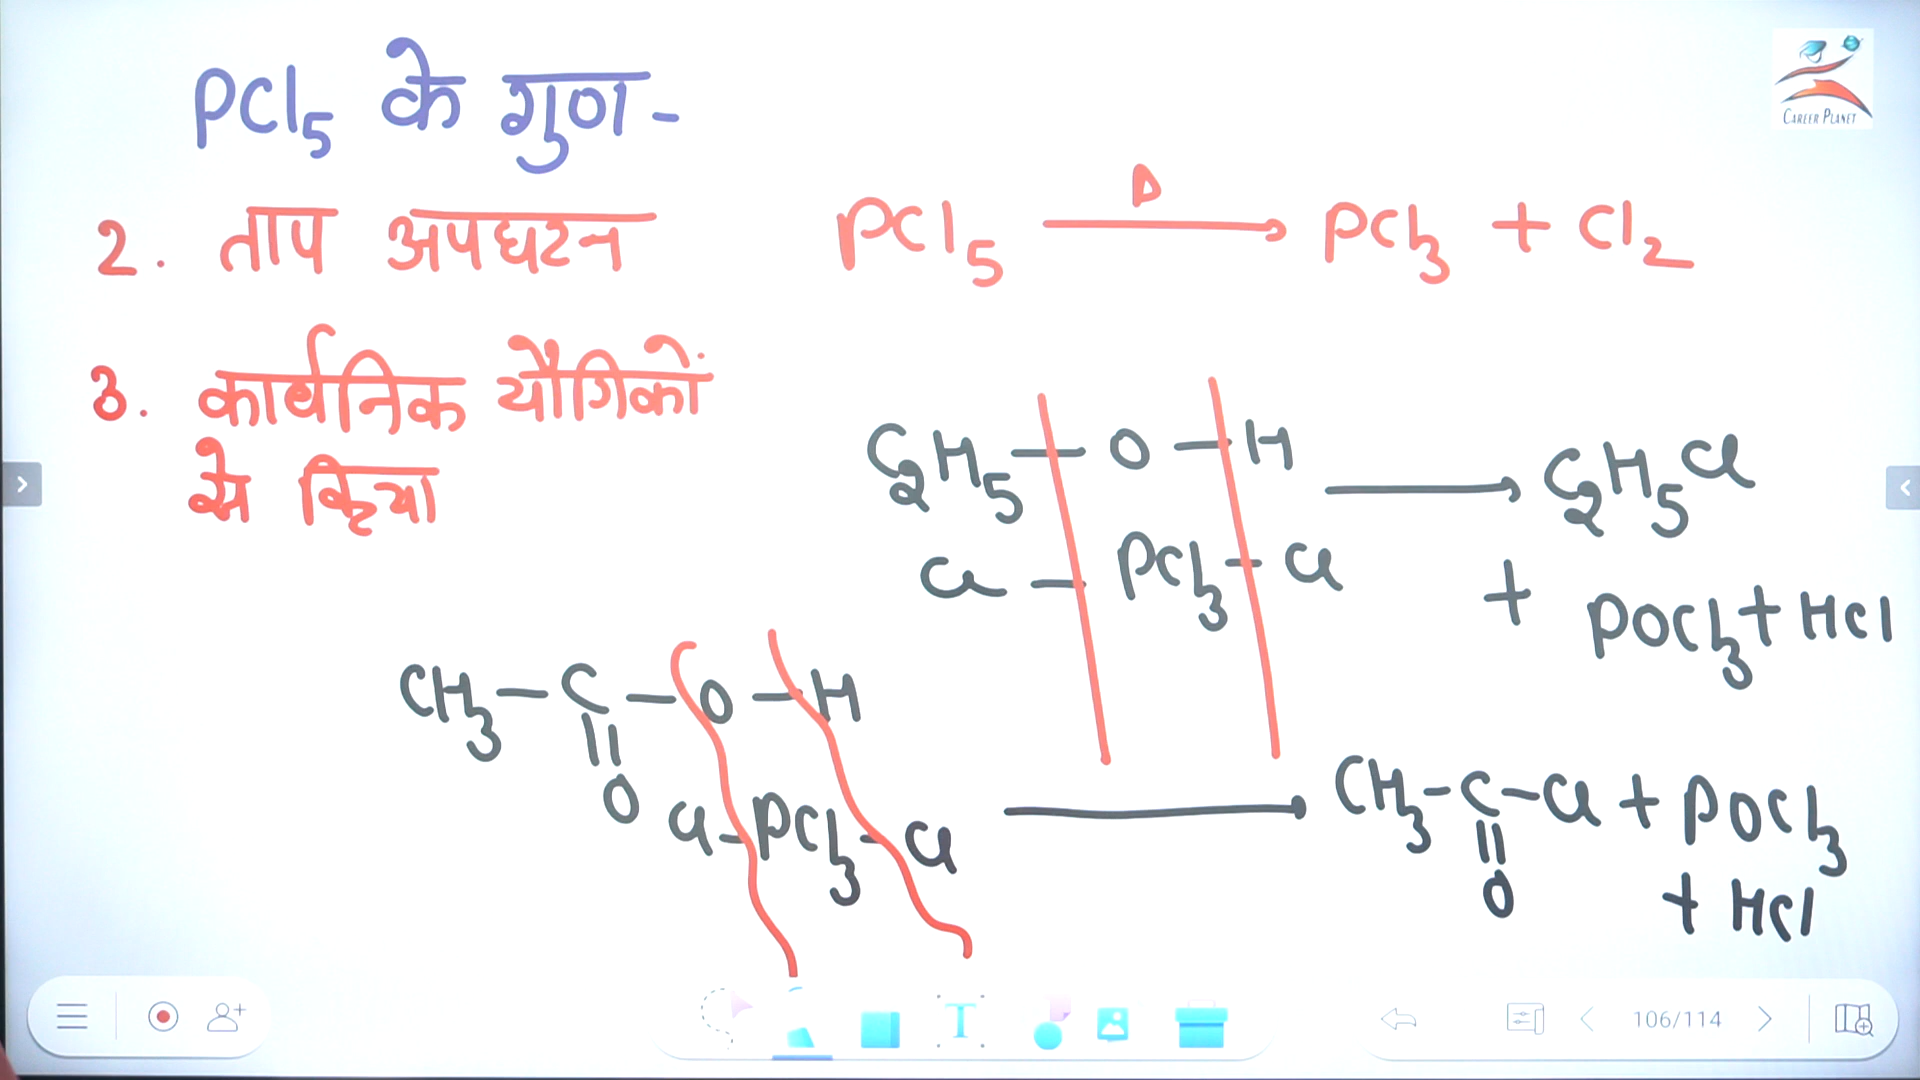 PCl5 के गुण -
CAREER PLANET
2. ताप अपघटन PCl5 Δ → PCl3 + Cl2
3. कार्बनिक यौगिकों
से क्रिया
C2H5 — O — H → C2H5Cl
Cl — PCl3 — Cl + POCl3 + HCl
CH3 — C — O — H
O
Cl - PCl3 - Cl → CH3 - C - Cl + POCl3
O + HCl
T
106/114